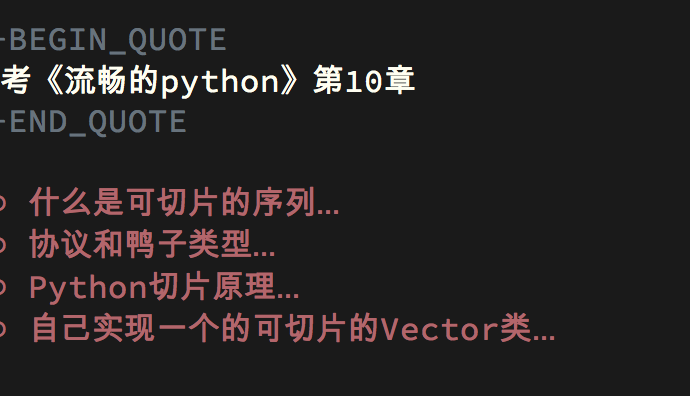 +BEGIN_QUOTE
考《流畅的python》第10章
+END_QUOTE
什么是可切片的序列…
协议和鸭子类型…
Python切片原理…
自己实现一个的可切片的Vector类…